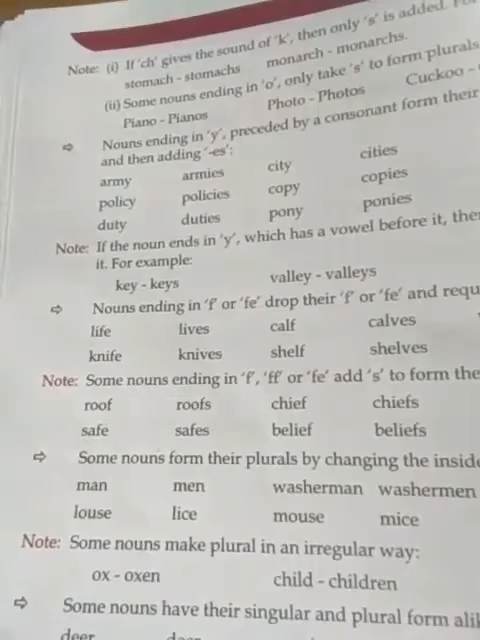 Note: (i) If 'ch' gives the sound of 'k', then only 's' is added. For
stomach - stomachs monarch - monarchs.
(ii) Some nouns ending in 'o', only take 's' to form plurals
Piano - Pianos Photo - Photos Cuckoo -
⇨ Nouns ending in 'y', preceded by a consonant form their
and then adding '-es':
army armies city cities
policy policies copy copies
duty duties pony ponies
Note: If the noun ends in 'y', which has a vowel before it, then
it. For example:
key - keys valley - valleys
⇨ Nouns ending in 'f' or 'fe' drop their 'f' or 'fe' and requ
life lives calf calves
knife knives shelf shelves
Note: Some nouns ending in 'f', 'ff' or 'fe' add 's' to form the
roof roofs chief chiefs
safe safes belief beliefs
⇨ Some nouns form their plurals by changing the inside
man men washerman washermen
louse lice mouse mice
Note: Some nouns make plural in an irregular way:
ox - oxen child - children
⇨ Some nouns have their singular and plural form alik
deer deer